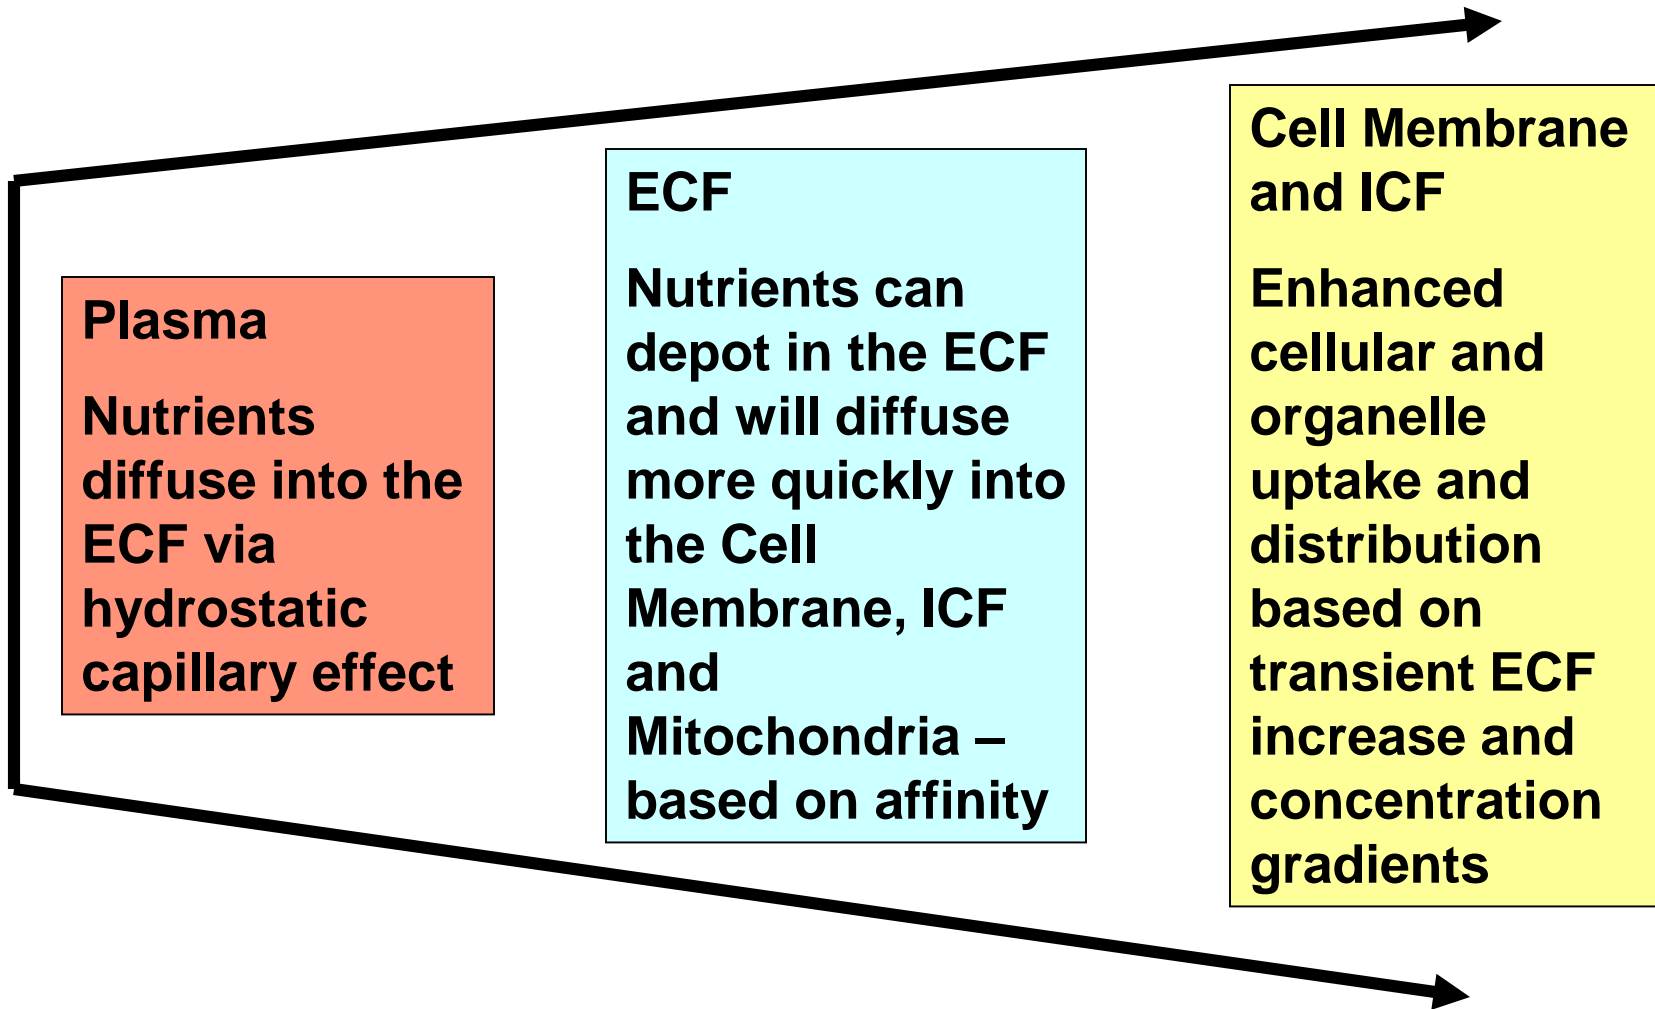 Plasma
Nutrients
diffuse into the
ECF via
hydrostatic
capillary effect
ECF
Nutrients can
depot in the ECF
and will diffuse
more quickly into
the Cell
Membrane, ICF
and
Mitochondria –
based on affinity
Cell Membrane
and ICF
Enhanced
cellular and
organelle
uptake and
distribution
based on
transient ECF
increase and
concentration
gradients